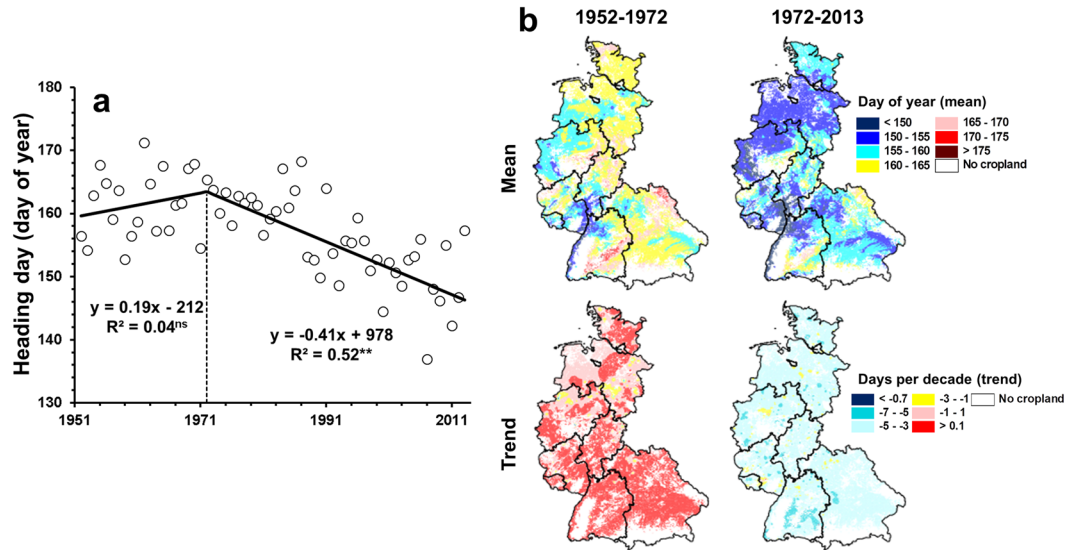 a
Heading day (day of year)
180
170
160
150
140
130
1951
1971
1991
2011
y = 0.19x - 212
R² = 0.04ns
y = -0.41x + 978
R² = 0.52**
b
1952-1972
1972-2013
Mean
Day of year (mean)
< 150
165 - 170
150 - 155
170 - 175
155 - 160
> 175
160 - 165
No cropland
Trend
Days per decade (trend)
< -0.7
-3 - -1
No cropland
-7 - -5
-1 - 1
-5 - -3
> 0.1